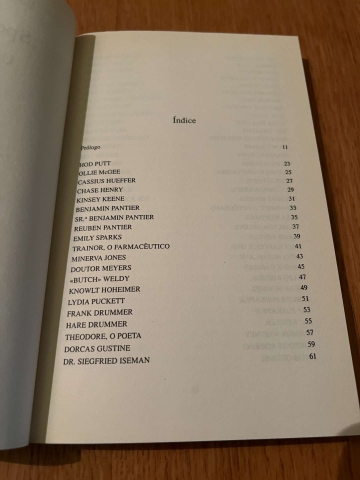 Índice
Prólogo 11
HOD PUTT 23
OLLIE McGEE 25
CASSIUS HUEFFER 27
CHASE HENRY 29
KINSEY KEENE 31
BENJAMIN PANTIER 33
SR.ª BENJAMIN PANTIER 35
REUBEN PANTIER 37
EMILY SPARKS 39
TRAINOR, O FARMACÊUTICO 41
MINERVA JONES 43
DOUTOR MEYERS 45
«BUTCH» WELDY 47
KNOWLT HOHEIMER 49
LYDIA PUCKETT 51
FRANK DRUMMER 53
HARE DRUMMER 55
THEODORE, O POETA 57
DORCAS GUSTINE 59
DR. SIEGFRIED ISEMAN 61